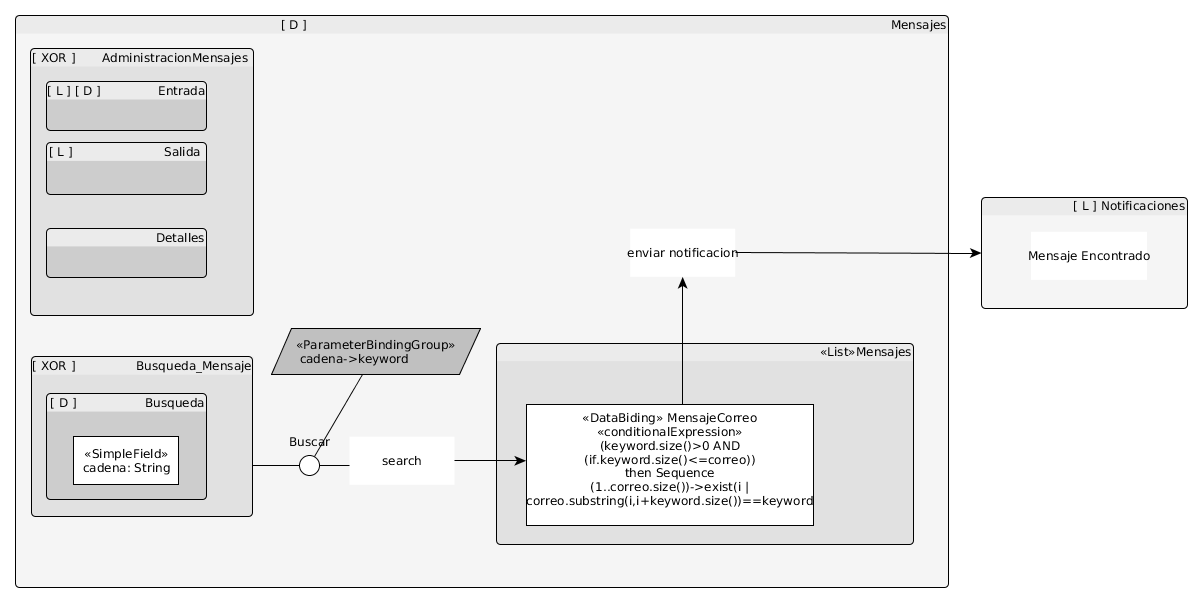 [ D ] Mensajes
[ XOR ] AdministracionMensajes
[ L ] [ D ] Entrada
[ L ] Salida
Detalles
[ L ] Notificaciones
Mensaje Encontrado
enviar notificacion
«ParameterBindingGroup»
cadena->keyword
[ XOR ] Busqueda_Mensaje
[ D ] Busqueda
«SimpleField»
cadena: String
Buscar
search
«List»Mensajes
«DataBiding» MensajeCorreo
«conditionalExpression»
(keyword.size()>0 AND
(if.keyword.size()<=correo))
then Sequence
(1..correo.size())->exist(i |
correo.substring(i,i+keyword.size())==keyword